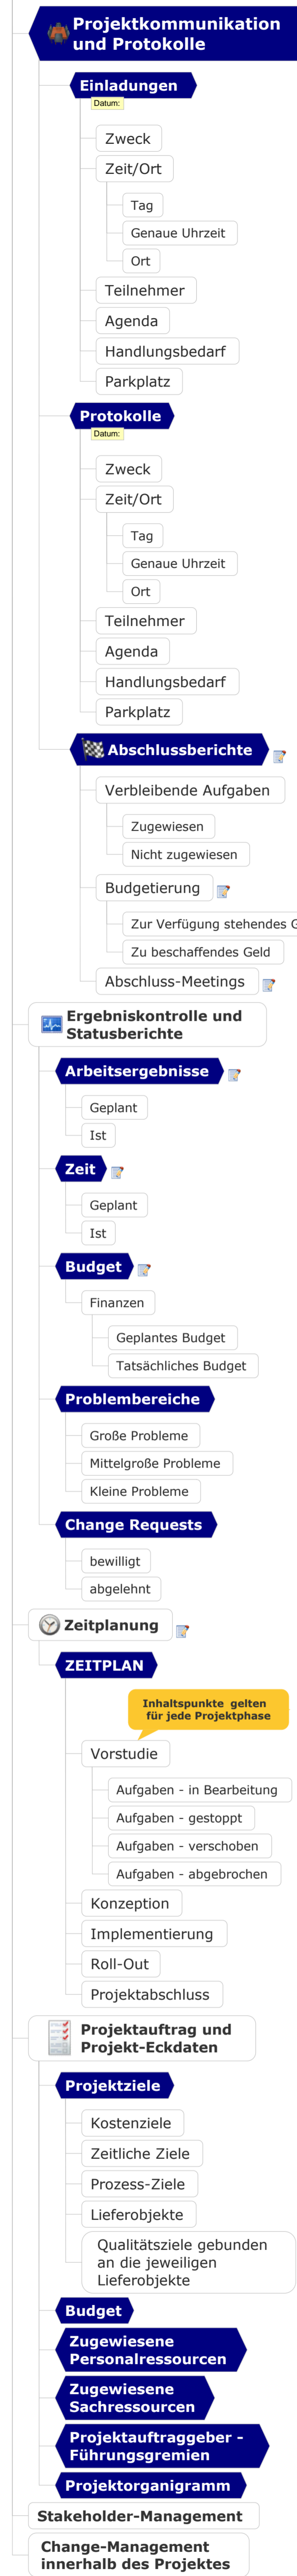 Projektkommunikation
und Protokolle
Einladungen
Datum:
Zweck
Zeit/Ort
Tag
Genaue Uhrzeit
Ort
Teilnehmer
Agenda
Handlungsbedarf
Parkplatz
Protokolle
Datum:
Zweck
Zeit/Ort
Tag
Genaue Uhrzeit
Ort
Teilnehmer
Agenda
Handlungsbedarf
Parkplatz
Abschlussberichte
Verbleibende Aufgaben
Zugewiesen
Nicht zugewiesen
Budgetierung
Zur Verfügung stehendes
Zu beschaffendes Geld
Abschluss-Meetings
Ergebniskontrolle und
Statusberichte
Arbeitsergebnisse
Geplant
Ist
Zeit
Geplant
Ist
Budget
Finanzen
Geplantes Budget
Tatsächliches Budget
Problembereiche
Große Probleme
Mittelgroße Probleme
Kleine Probleme
Change Requests
bewilligt
abgelehnt
Zeitplanung
ZEITPLAN
Inhaltspunkte gelten
für jede Projektphase
Vorstudie
Aufgaben - in Bearbeitung
Aufgaben - gestoppt
Aufgaben - verschoben
Aufgaben - abgebrochen
Konzeption
Implementierung
Roll-Out
Projektabschluss
Projektauftrag und
Projekt-Eckdaten
Projektziele
Kostenziele
Zeitliche Ziele
Prozess-Ziele
Lieferobjekte
Qualitätsziele gebunden
an die jeweiligen
Lieferobjekte
Budget
Zugewiesene
Personalressourcen
Zugewiesene
Sachressourcen
Projektauftraggeber -
Führungsgremien
Projektorganigramm
Stakeholder-Management
Change-Management
innerhalb des Projektes